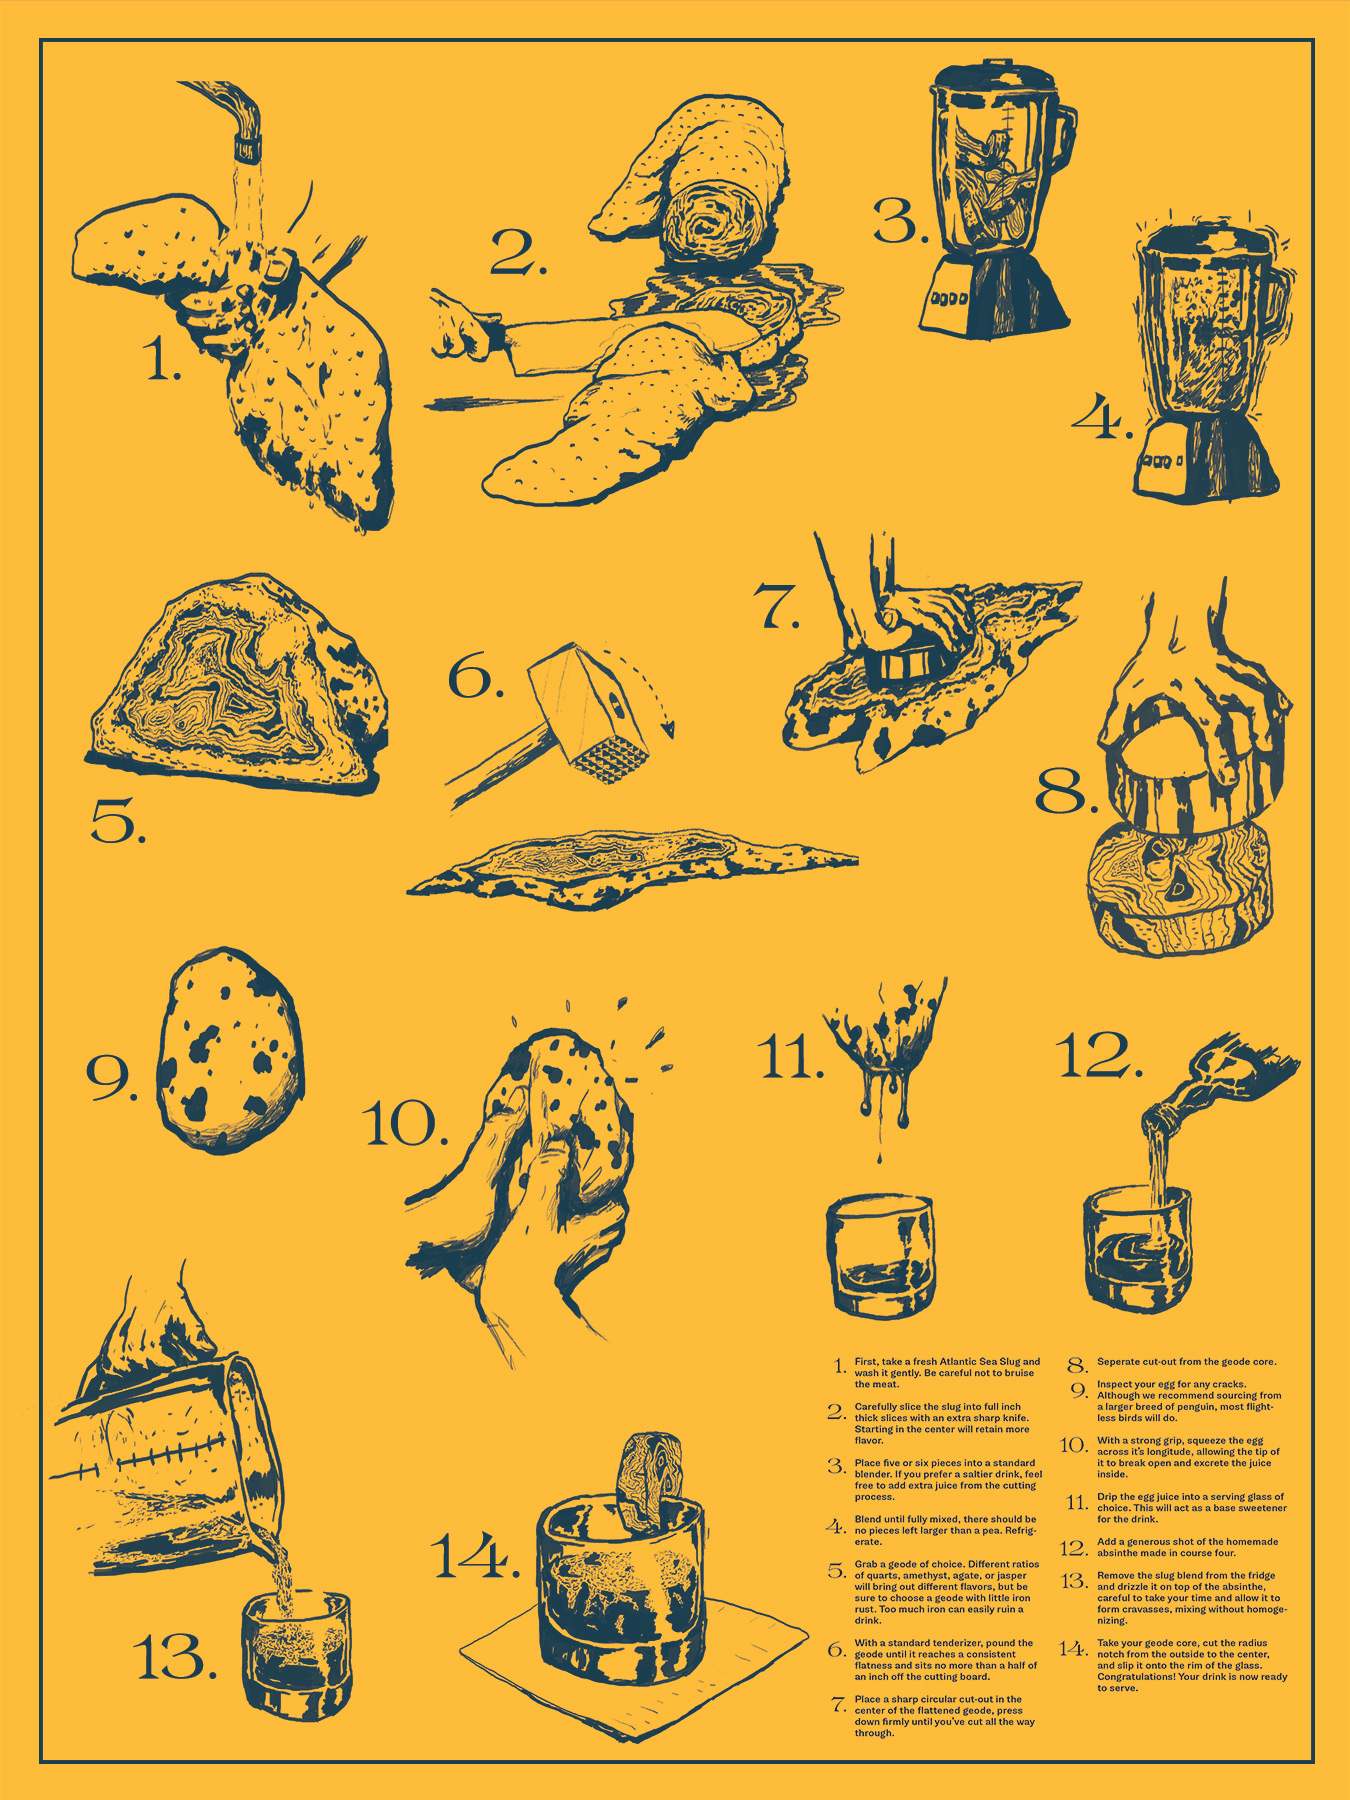 1.
2.
3.
4.
5.
6.
7.
8.
9.
10.
11.
12.
13.
14.
1. First, take a fresh Atlantic Sea Slug and
wash it gently. Be careful not to bruise
the meat.
2. Carefully slice the slug into full inch
thick slices with an extra sharp knife.
Starting in the center will retain more
flavor.
3. Place five or six pieces into a standard
blender. If you prefer a saltier drink, feel
free to add extra juice from the cutting
process.
4. Blend until fully mixed, there should be
no pieces left larger than a pea. Refrig-
erate.
5. Grab a geode of choice. Different ratios
of quarts, amethyst, agate, or jasper
will bring out different flavors, but be
sure to choose a geode with little iron
rust. Too much iron can easily ruin a
drink.
6. With a standard tenderizer, pound the
geode until it reaches a consistent
flatness and sits no more than a half of
an inch off the cutting board.
7. Place a sharp circular cut-out in the
center of the flattened geode, press
down firmly until you've cut all the way
through.
8. Seperate cut-out from the geode core.
9. Inspect your egg for any cracks.
Although we recommend sourcing from
a larger breed of penguin, most flight-
less birds will do.
10. With a strong grip, squeeze the egg
across it's longitude, allowing the tip of
it to break open and excrete the juice
inside.
11. Drip the egg juice into a serving glass of
choice. This will act as a base sweetener
for the drink.
12. Add a generous shot of the homemade
absinthe made in course four.
13. Remove the slug blend from the fridge
and drizzle it on top of the absinthe,
careful to take your time and allow it to
form cravasses, mixing without homoge-
nizing.
14. Take your geode core, cut the radius
notch from the outside to the center,
and slip it onto the rim of the glass.
Congratulations! Your drink is now ready
to serve.